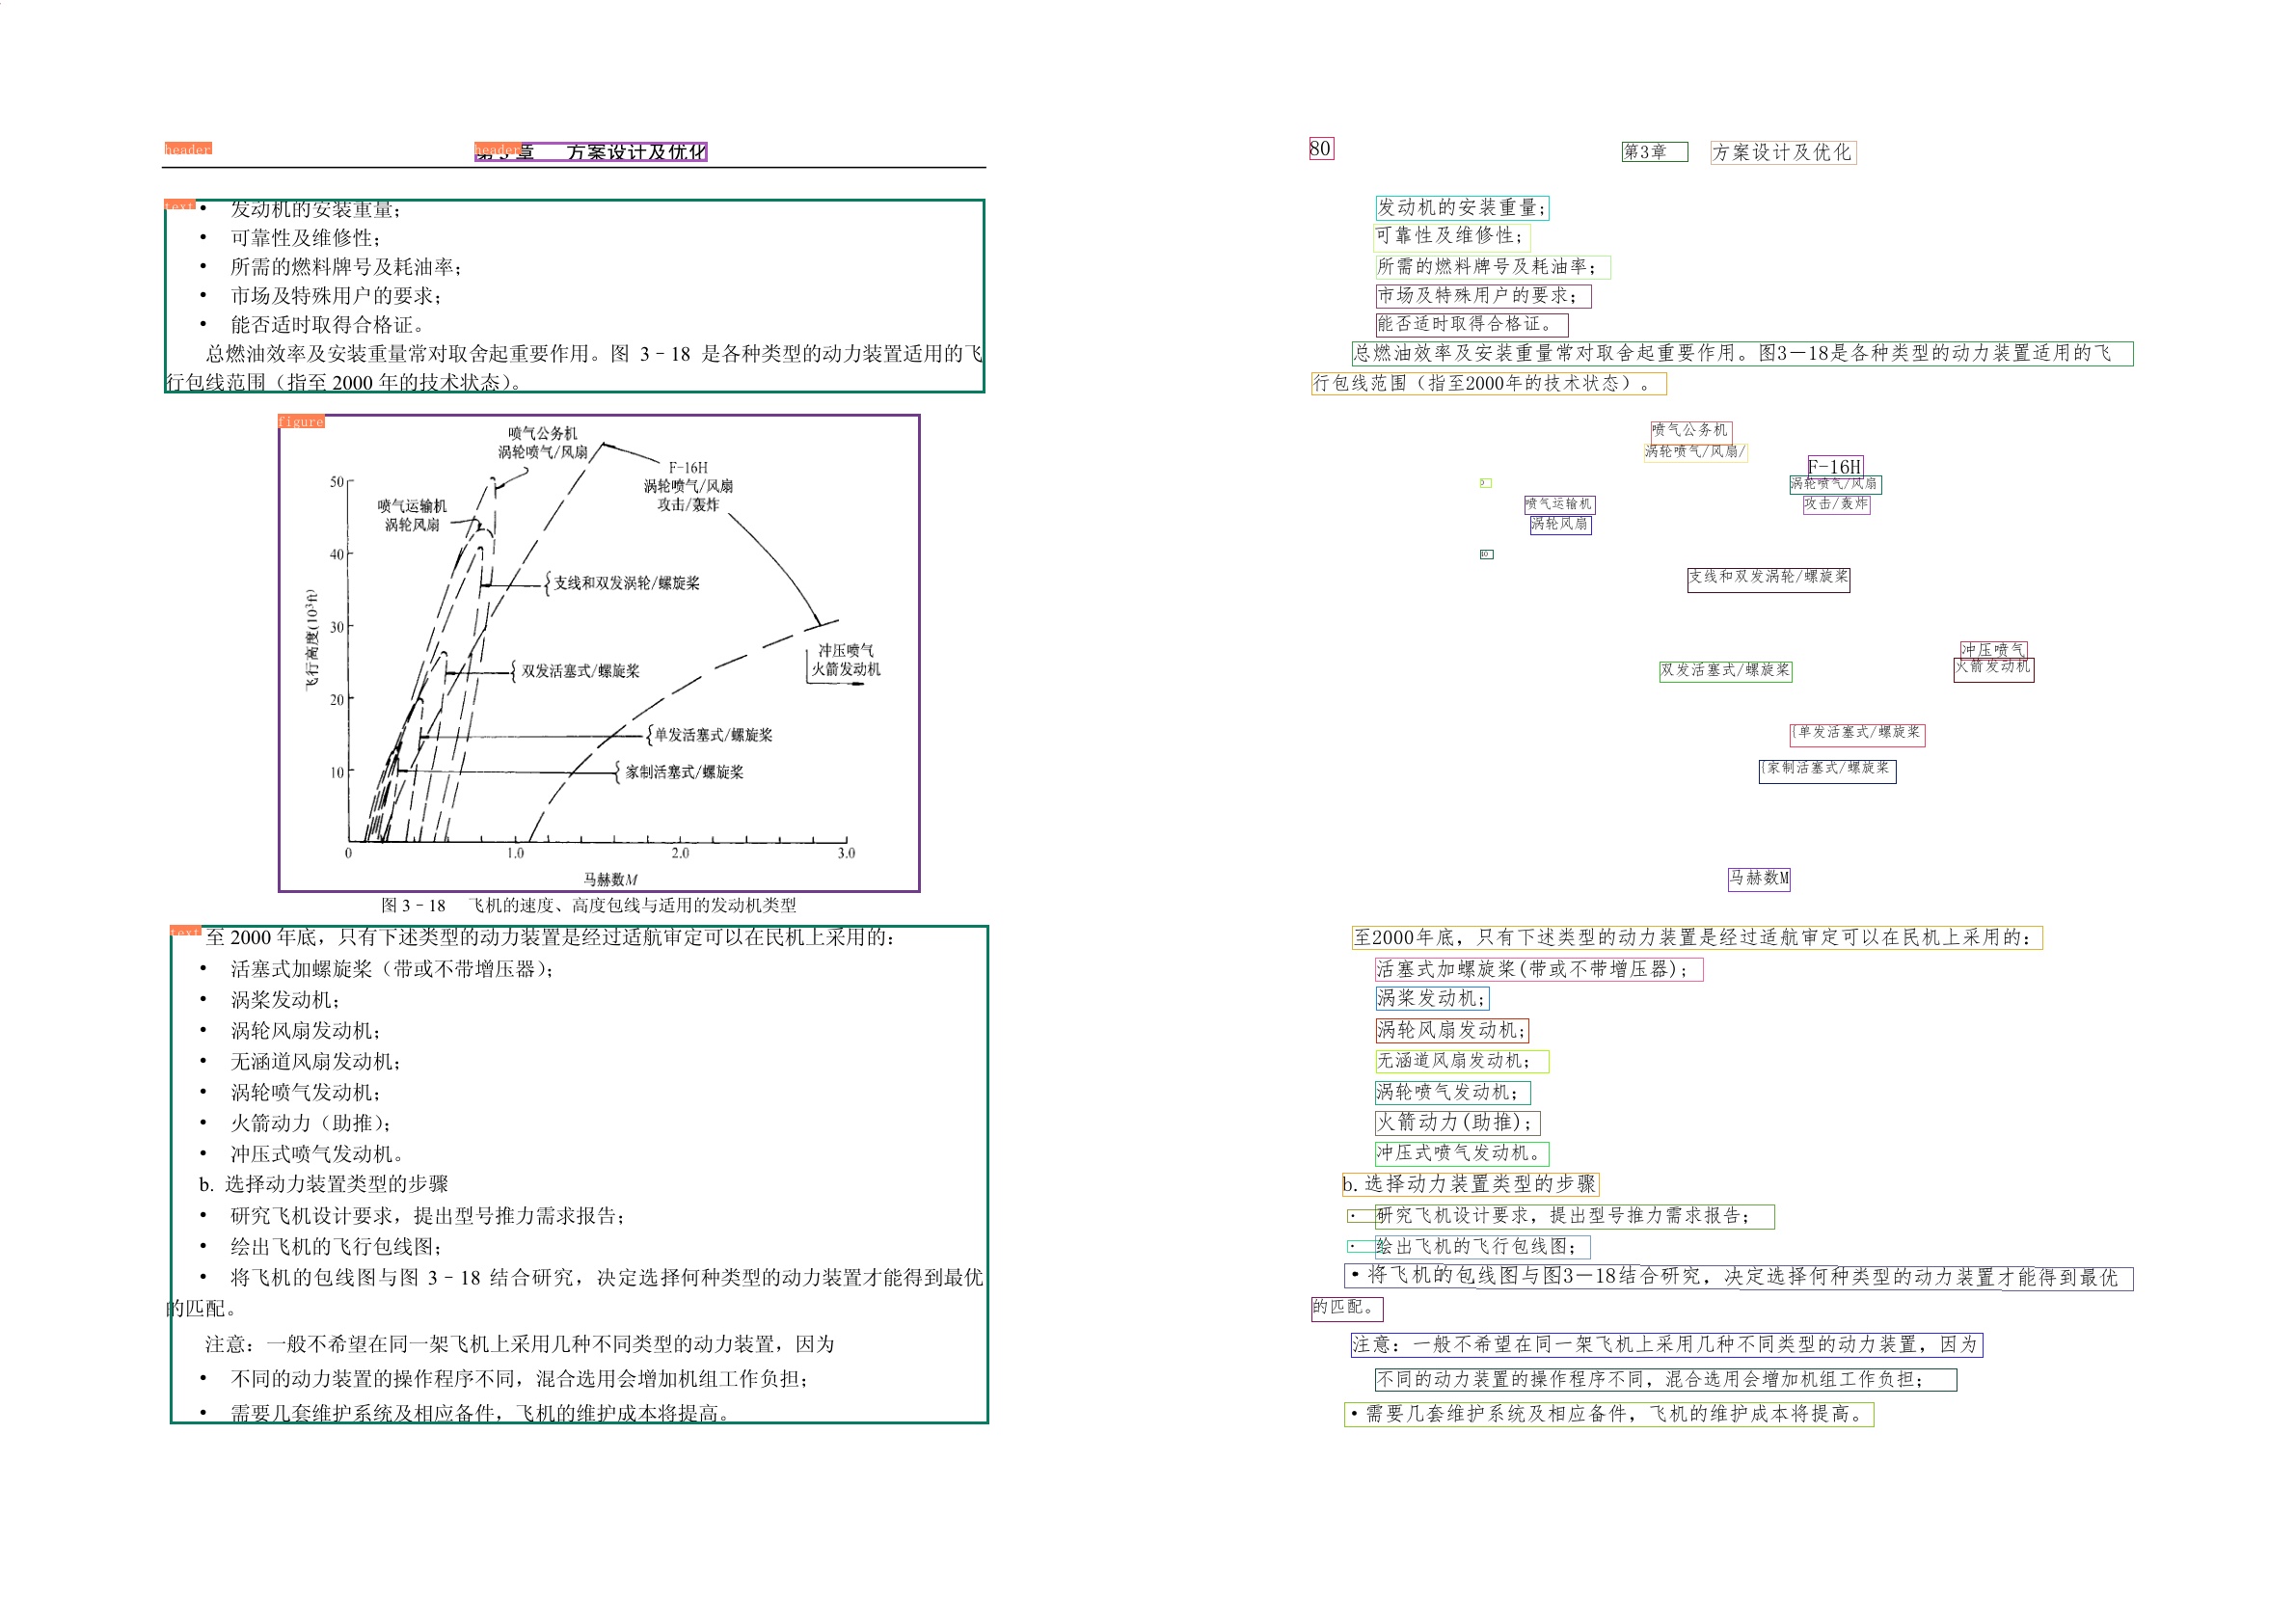 header
header
第 3 章 方案设计及优化
text
• 发动机的安装重量；
• 可靠性及维修性；
• 所需的燃料牌号及耗油率；
• 市场及特殊用户的要求；
• 能否适时取得合格证。
总燃油效率及安装重量常对取舍起重要作用。图 3－18 是各种类型的动力装置适用的飞
行包线范围（指至 2000 年的技术状态）。
figure
喷气公务机
涡轮喷气/风扇
F-16H
涡轮喷气/风扇
攻击/轰炸
喷气运输机
涡轮风扇
支线和双发涡轮/螺旋桨
冲压喷气
火箭发动机
双发活塞式/螺旋桨
单发活塞式/螺旋桨
家制活塞式/螺旋桨
飞行高度(10³ft)
50
40
30
20
10
0
1.0
2.0
3.0
马赫数M
图 3－18 飞机的速度、高度包线与适用的发动机类型
text
至 2000 年底，只有下述类型的动力装置是经过适航审定可以在民机上采用的：
• 活塞式加螺旋桨（带或不带增压器）；
• 涡桨发动机；
• 涡轮风扇发动机；
• 无涵道风扇发动机；
• 涡轮喷气发动机；
• 火箭动力（助推）；
• 冲压式喷气发动机。
b. 选择动力装置类型的步骤
• 研究飞机设计要求，提出型号推力需求报告；
• 绘出飞机的飞行包线图；
• 将飞机的包线图与图 3－18 结合研究，决定选择何种类型的动力装置才能得到最优
的匹配。
注意：一般不希望在同一架飞机上采用几种不同类型的动力装置，因为
• 不同的动力装置的操作程序不同，混合选用会增加机组工作负担；
• 需要几套维护系统及相应备件，飞机的维护成本将提高。
80
第3章
方案设计及优化
发动机的安装重量；
可靠性及维修性；
所需的燃料牌号及耗油率；
市场及特殊用户的要求；
能否适时取得合格证。
总燃油效率及安装重量常对取舍起重要作用。图3－18是各种类型的动力装置适用的飞
行包线范围（指至2000年的技术状态）。
喷气公务机
涡轮喷气/风扇/
F-16H
涡轮喷气/风扇
攻击/轰炸
喷气运输机
涡轮风扇
支线和双发涡轮/螺旋桨
冲压喷气
火箭发动机
双发活塞式/螺旋桨
{单发活塞式/螺旋桨
{家制活塞式/螺旋桨
马赫数M
至2000年底，只有下述类型的动力装置是经过适航审定可以在民机上采用的：
活塞式加螺旋桨(带或不带增压器)；
涡桨发动机；
涡轮风扇发动机；
无涵道风扇发动机；
涡轮喷气发动机；
火箭动力(助推)；
冲压式喷气发动机。
b.选择动力装置类型的步骤
· 研究飞机设计要求，提出型号推力需求报告；
· 绘出飞机的飞行包线图；
•将飞机的包线图与图3－18结合研究，决定选择何种类型的动力装置才能得到最优
的匹配。
注意：一般不希望在同一架飞机上采用几种不同类型的动力装置，因为
不同的动力装置的操作程序不同，混合选用会增加机组工作负担；
•需要几套维护系统及相应备件，飞机的维护成本将提高。